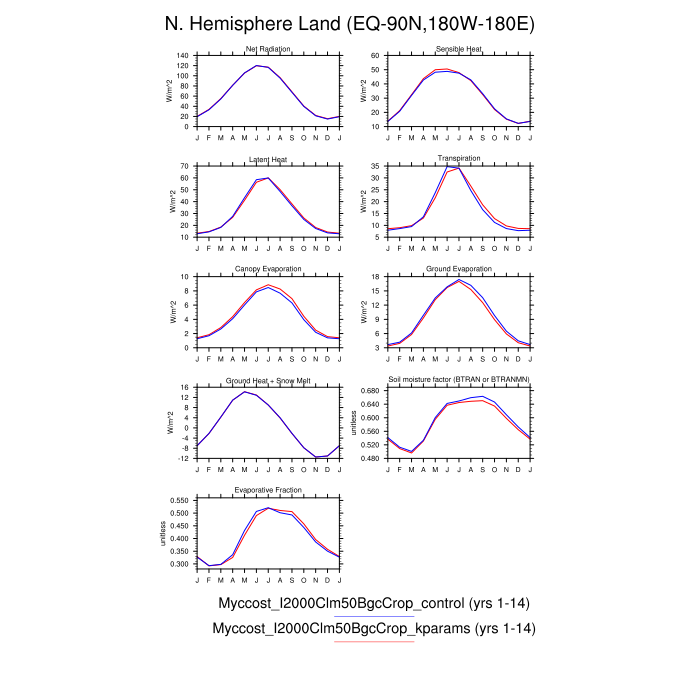 N. Hemisphere Land (EQ-90N,180W-180E)
Net Radiation
W/m^2
140
120
100
80
60
40
20
0
J F M A M J J A S O N D J
Sensible Heat
W/m^2
60
50
40
30
20
10
J F M A M J J A S O N D J
Latent Heat
W/m^2
70
60
50
40
30
20
10
J F M A M J J A S O N D J
Transpiration
W/m^2
35
30
25
20
15
10
5
J F M A M J J A S O N D J
Canopy Evaporation
W/m^2
10
8
6
4
2
0
J F M A M J J A S O N D J
Ground Evaporation
W/m^2
18
15
12
9
6
3
J F M A M J J A S O N D J
Ground Heat + Snow Melt
W/m^2
16
12
8
4
0
-4
-8
-12
J F M A M J J A S O N D J
Soil moisture factor (BTRAN or BTRANMN)
unitless
0.680
0.640
0.600
0.560
0.520
0.480
J F M A M J J A S O N D J
Evaporative Fraction
unitless
0.550
0.500
0.450
0.400
0.350
0.300
J F M A M J J A S O N D J
Myccost_I2000Clm50BgcCrop_control (yrs 1-14)
Myccost_I2000Clm50BgcCrop_kparams (yrs 1-14)